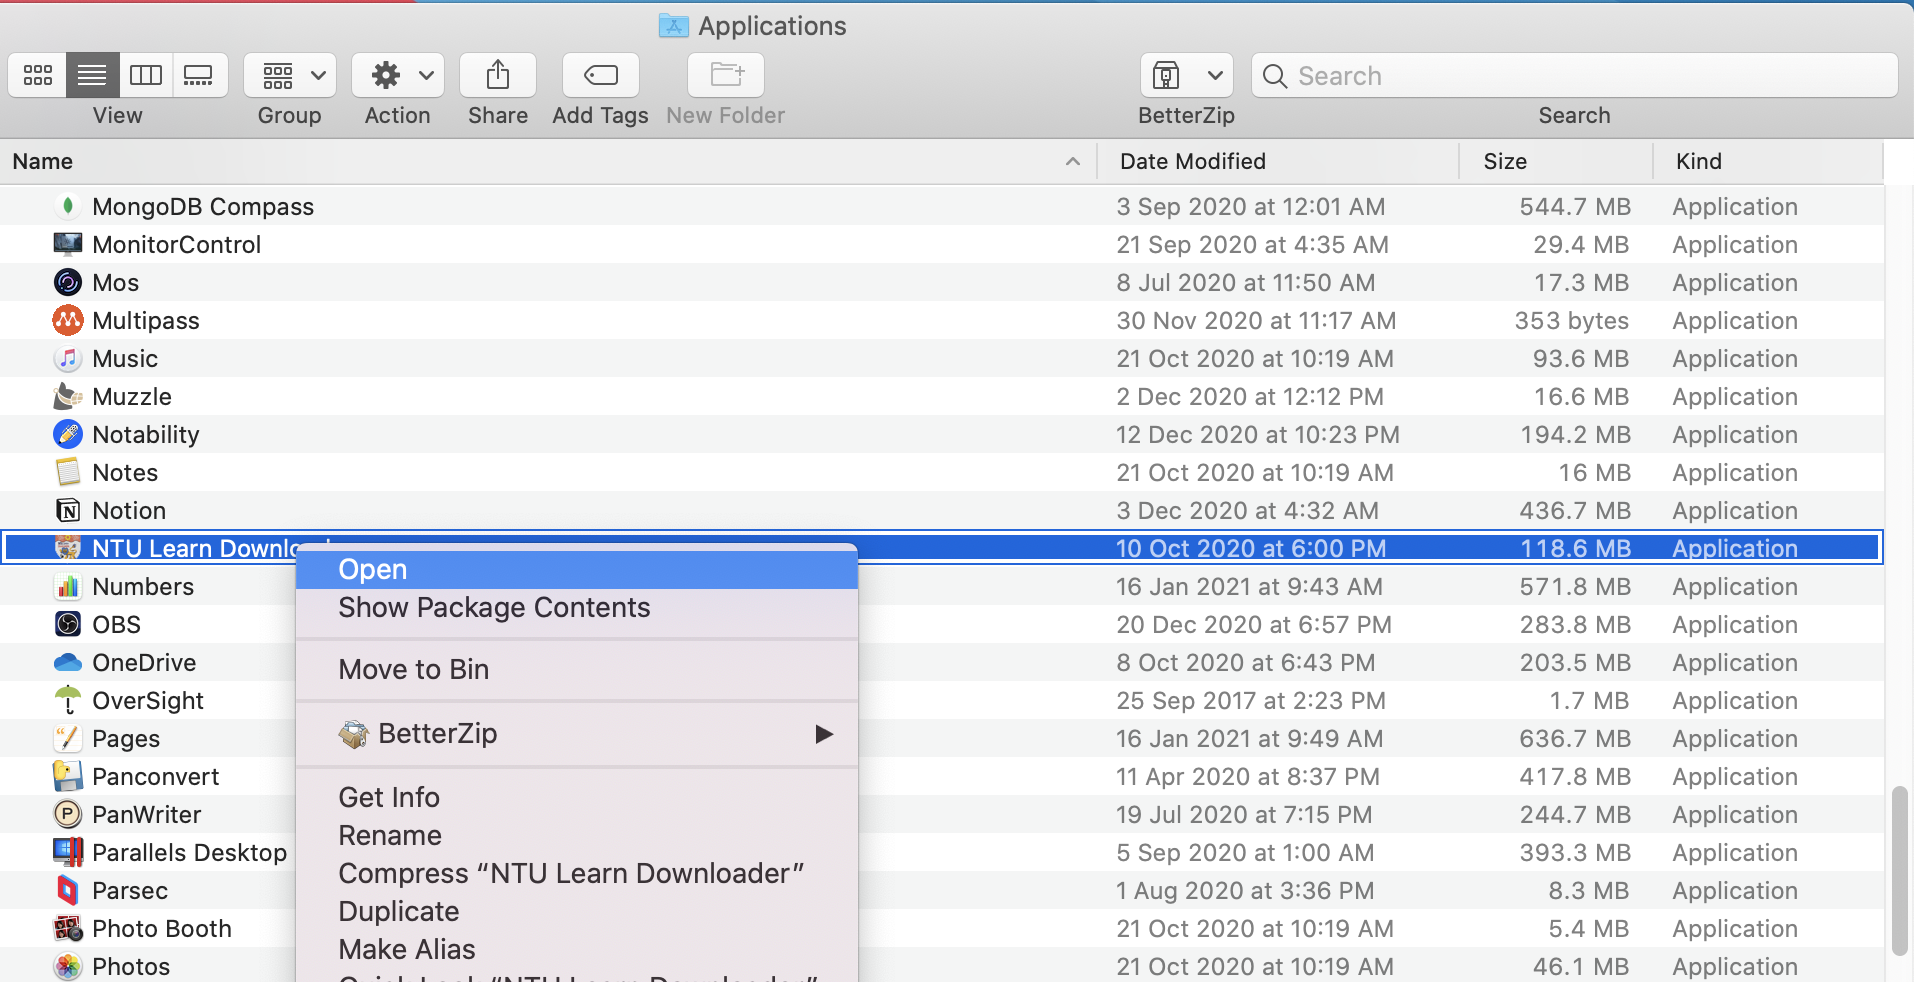 Applications
Search
View
Group
Action
Share
Add Tags
New Folder
BetterZip
Search
Name Date Modified Size Kind
MongoDB Compass 3 Sep 2020 at 12:01 AM 544.7 MB Application
MonitorControl 21 Sep 2020 at 4:35 AM 29.4 MB Application
Mos 8 Jul 2020 at 11:50 AM 17.3 MB Application
Multipass 30 Nov 2020 at 11:17 AM 353 bytes Application
Music 21 Oct 2020 at 10:19 AM 93.6 MB Application
Muzzle 2 Dec 2020 at 12:12 PM 16.6 MB Application
Notability 12 Dec 2020 at 10:23 PM 194.2 MB Application
Notes 21 Oct 2020 at 10:19 AM 16 MB Application
Notion 3 Dec 2020 at 4:32 AM 436.7 MB Application
NTU Learn Downlo 10 Oct 2020 at 6:00 PM 118.6 MB Application
Numbers 16 Jan 2021 at 9:43 AM 571.8 MB Application
OBS 20 Dec 2020 at 6:57 PM 283.8 MB Application
OneDrive 8 Oct 2020 at 6:43 PM 203.5 MB Application
OverSight 25 Sep 2017 at 2:23 PM 1.7 MB Application
Pages 16 Jan 2021 at 9:49 AM 636.7 MB Application
Panconvert 11 Apr 2020 at 8:37 PM 417.8 MB Application
PanWriter 19 Jul 2020 at 7:15 PM 244.7 MB Application
Parallels Desktop 5 Sep 2020 at 1:00 AM 393.3 MB Application
Parsec 1 Aug 2020 at 3:36 PM 8.3 MB Application
Photo Booth 21 Oct 2020 at 10:19 AM 5.4 MB Application
Photos 21 Oct 2020 at 10:19 AM 46.1 MB Application
Open
Show Package Contents
Move to Bin
BetterZip
Get Info
Rename
Compress “NTU Learn Downloader”
Duplicate
Make Alias
Quick Look “NTU Learn Downloader”